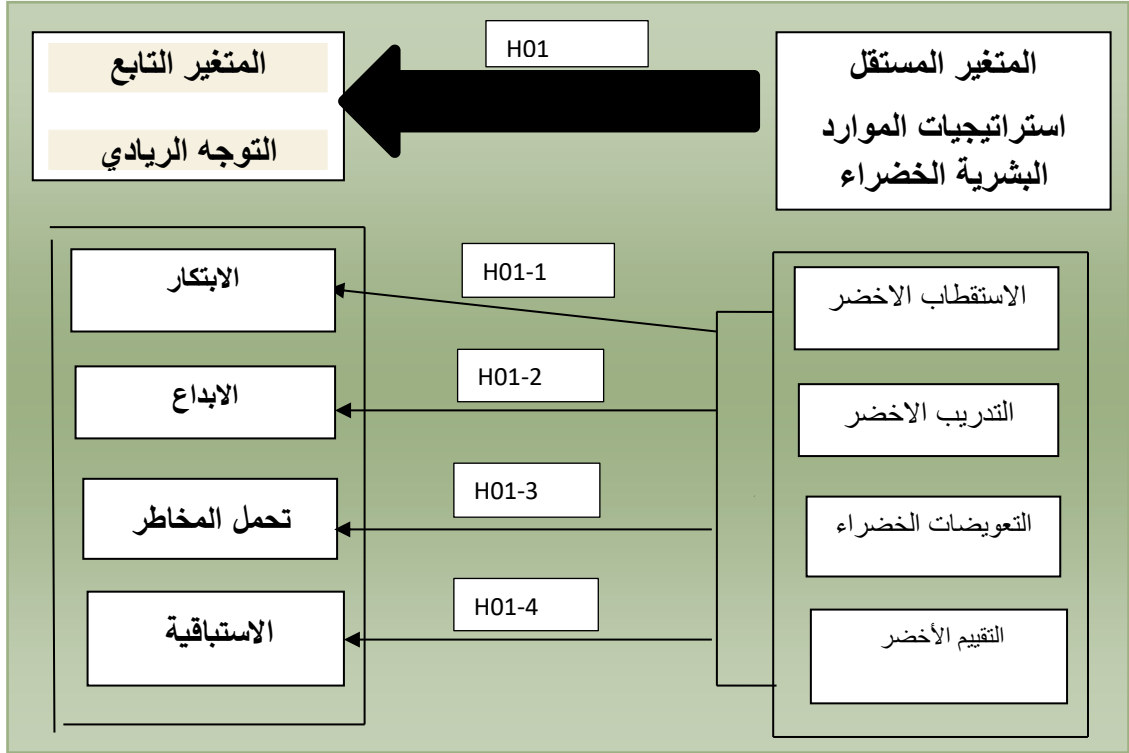 المتغير المستقل
استراتيجيات الموارد
البشرية الخضراء
H01
المتغير التابع
التوجه الريادي
الاستقطاب الاخضر
التدريب الاخضر
التعويضات الخضراء
التقييم الأخضر
H01-1
H01-2
H01-3
H01-4
الابتكار
الابداع
تحمل المخاطر
الاستباقية